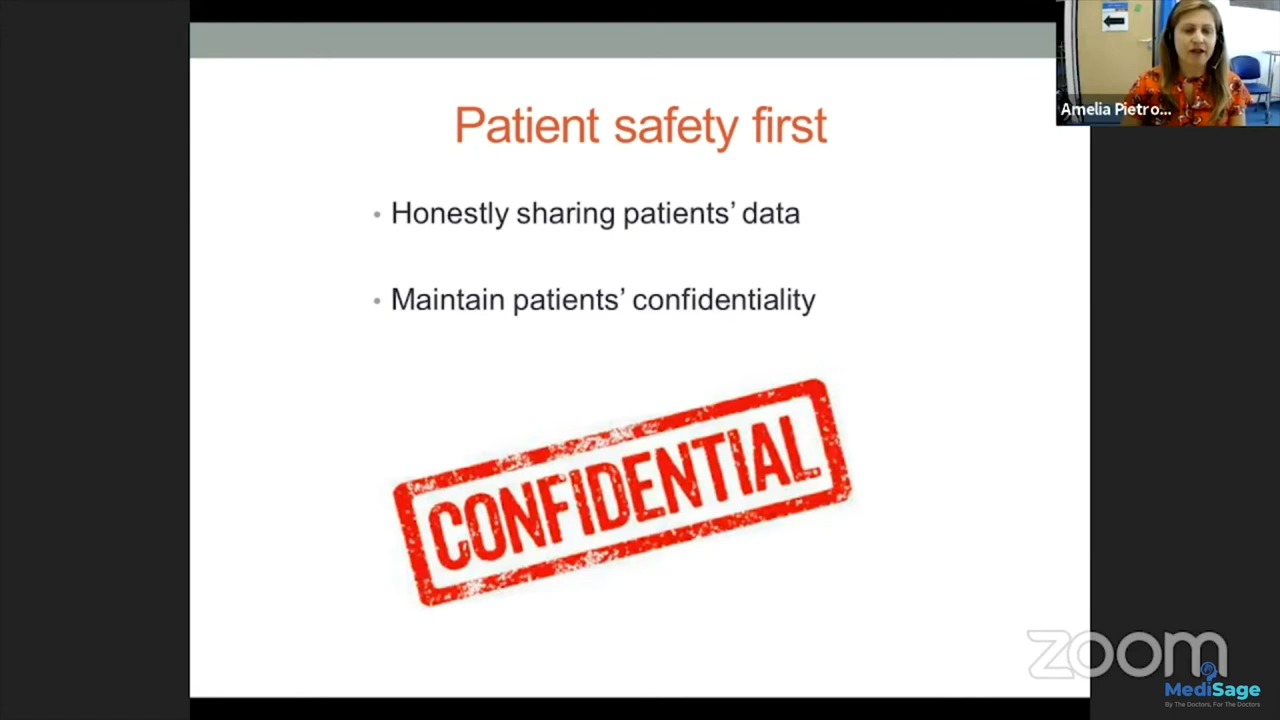 Patient safety first
• Honestly sharing patients’ data
• Maintain patients’ confidentiality
CONFIDENTIAL
Amelia Pietro...
zoom
MediSage
By The Doctors, For The Doctors